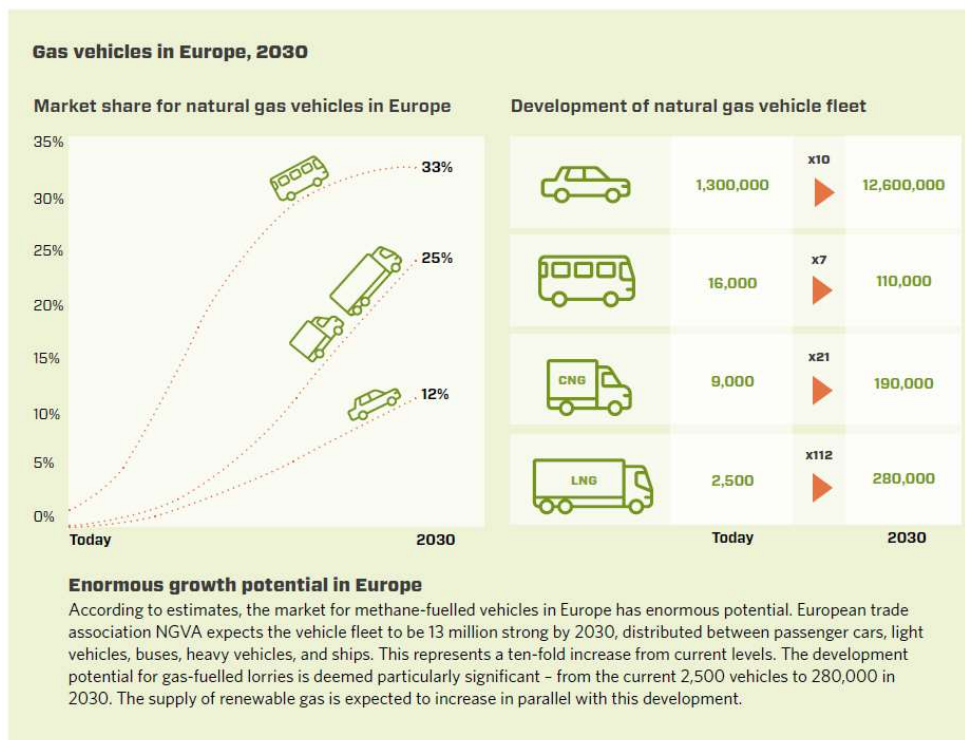 Gas vehicles in Europe, 2030
Market share for natural gas vehicles in Europe
35%
30%
25%
20%
15%
10%
5%
0%
33%
25%
12%
Today
2030
Development of natural gas vehicle fleet
1,300,000
x10
12,600,000
16,000
x7
110,000
CNG
9,000
x21
190,000
LNG
2,500
x112
280,000
Today
2030
Enormous growth potential in Europe
According to estimates, the market for methane-fuelled vehicles in Europe has enormous potential. European trade
association NGVA expects the vehicle fleet to be 13 million strong by 2030, distributed between passenger cars, light
vehicles, buses, heavy vehicles, and ships. This represents a ten-fold increase from current levels. The development
potential for gas-fuelled lorries is deemed particularly significant – from the current 2,500 vehicles to 280,000 in
2030. The supply of renewable gas is expected to increase in parallel with this development.